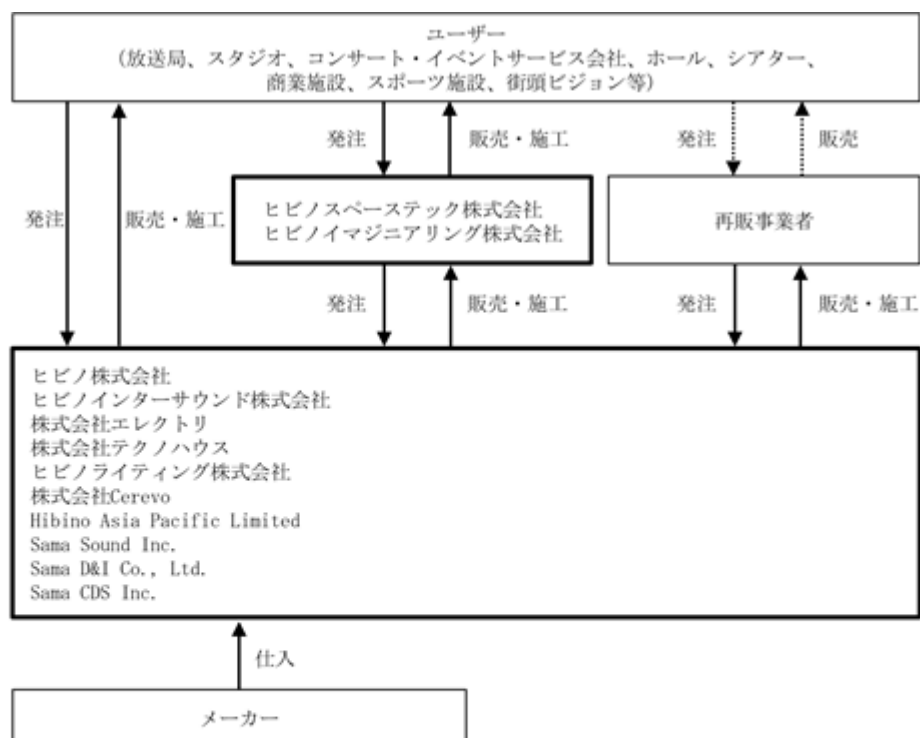 ユーザー
(放送局、スタジオ、コンサート・イベントサービス会社、ホール、シアター、
商業施設、スポーツ施設、街頭ビジョン等)
発注
販売・施工
発注
販売
発注
販売・施工
ヒビノスペーステック株式会社
ヒビノイマジニアリング株式会社
再販事業者
発注
販売・施工
発注
販売・施工
ヒビノ株式会社
ヒビノインターサウンド株式会社
株式会社エレクトリ
株式会社テクノハウス
ヒビノライティング株式会社
株式会社Cerevo
Hibino Asia Pacific Limited
Sama Sound Inc.
Sama D&I Co., Ltd.
Sama CDS Inc.
仕入
メーカー